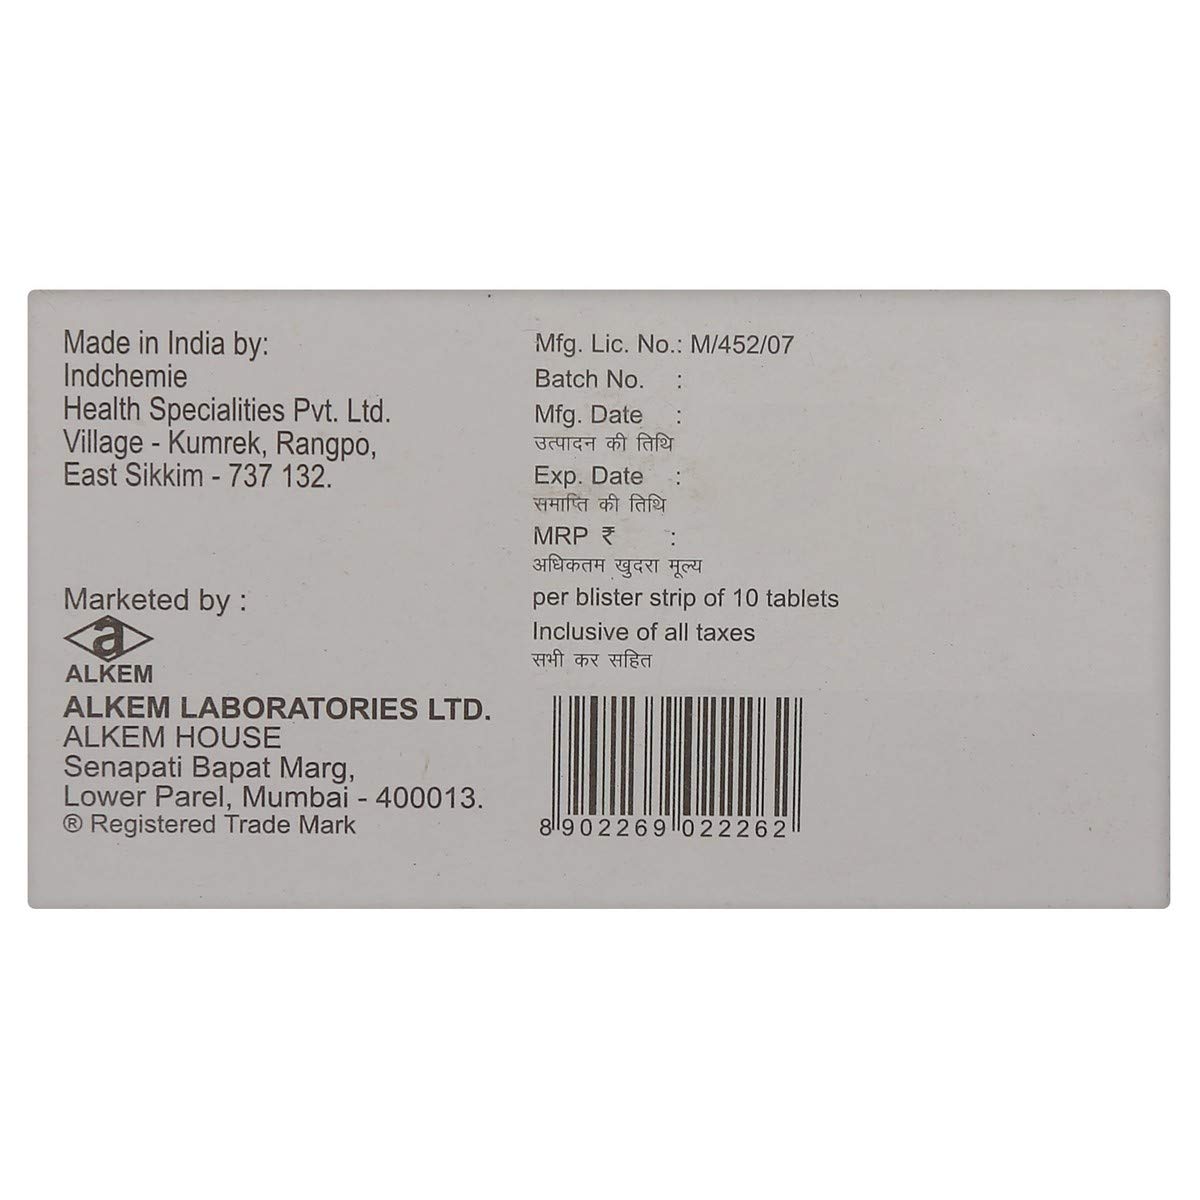 Made in India by:
Indchemie
Health Specialities Pvt. Ltd.
Village - Kumrek, Rangpo,
East Sikkim - 737 132.
Marketed by :
a
ALKEM
ALKEM LABORATORIES LTD.
ALKEM HOUSE
Senapati Bapat Marg,
Lower Parel, Mumbai - 400013.
® Registered Trade Mark
Mfg. Lic. No.: M/452/07
Batch No. :
Mfg. Date :
उत्पादन की तिथि
Exp. Date :
समाप्ति की तिथि
MRP ₹ :
अधिकतम खुदरा मूल्य
per blister strip of 10 tablets
Inclusive of all taxes
सभी कर सहित
8 902269 022262